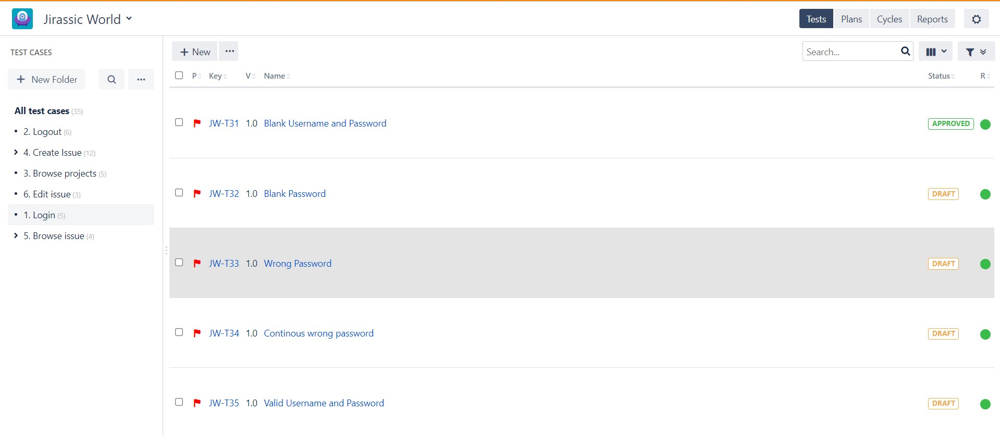 Jirassic World
Tests Plans Cycles Reports
TEST CASES
New Folder
All test cases (35)
2. Logout (6)
4. Create Issue (12)
3. Browse projects (5)
6. Edit issue (3)
1. Login (5)
5. Browse issue (4)
New
Search...
P Key V Name Status R
JW-T31 1.0 Blank Username and Password APPROVED
JW-T32 1.0 Blank Password DRAFT
JW-T33 1.0 Wrong Password DRAFT
JW-T34 1.0 Continous wrong password DRAFT
JW-T35 1.0 Valid Username and Password DRAFT